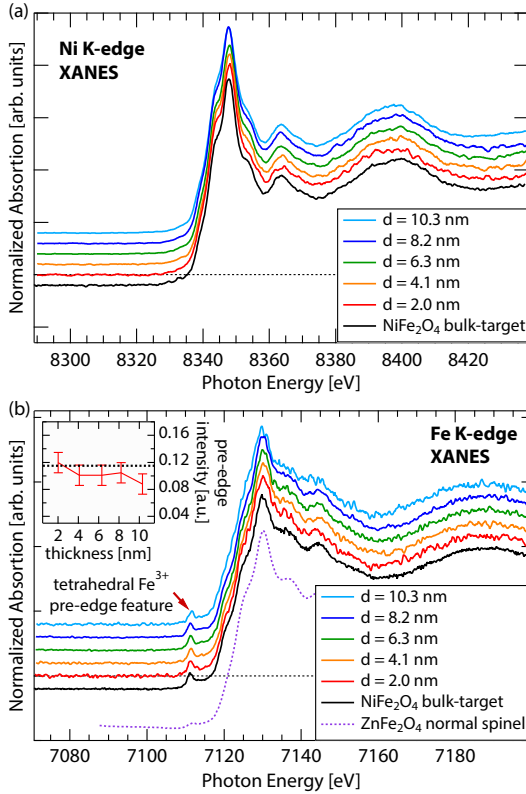 (a)
Ni K-edge
XANES
Normalized Absortion [arb. units]
d = 10.3 nm
d = 8.2 nm
d = 6.3 nm
d = 4.1 nm
d = 2.0 nm
NiFe₂O₄ bulk-target
8300 8320 8340 8360 8380 8400 8420
Photon Energy [eV]
(b)
Fe K-edge
XANES
0.16
0.12
0.08
0.04
pre-edge
intensity [a.u.]
2 4 6 8 10
thickness [nm]
tetrahedral Fe³⁺
pre-edge feature
Normalized Absortion [arb. units]
d = 10.3 nm
d = 8.2 nm
d = 6.3 nm
d = 4.1 nm
d = 2.0 nm
NiFe₂O₄ bulk-target
ZnFe₂O₄ normal spinel
7080 7100 7120 7140 7160 7180
Photon Energy [eV]